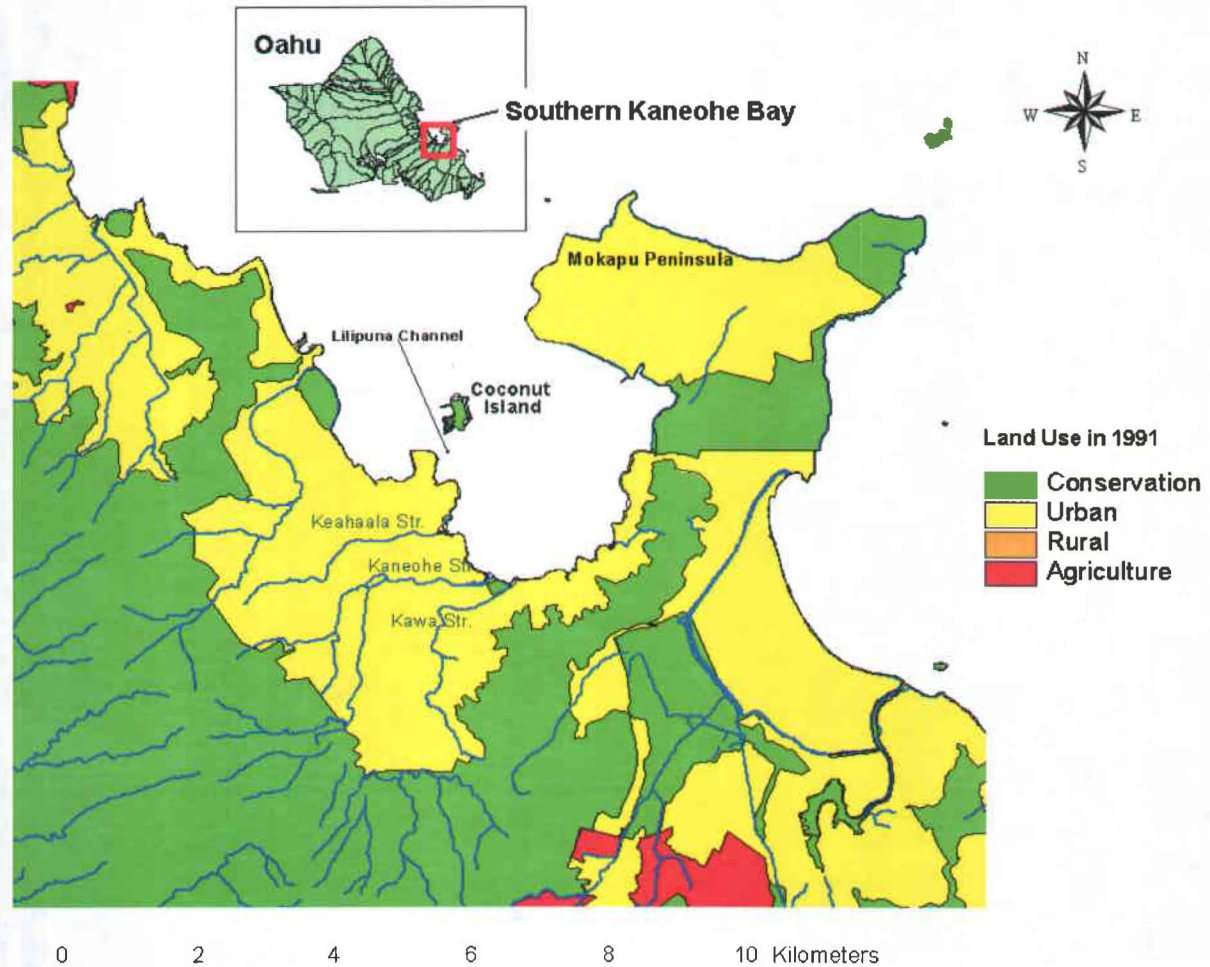 Oahu
Southern Kaneohe Bay
N
W E
S
Mokapu Peninsula
Lilipuna Channel
Coconut
Island
Land Use in 1991
Conservation
Urban
Rural
Agriculture
Keahaala Str.
Kaneohe Str
Kawa Str.
0 2 4 6 8 10 Kilometers